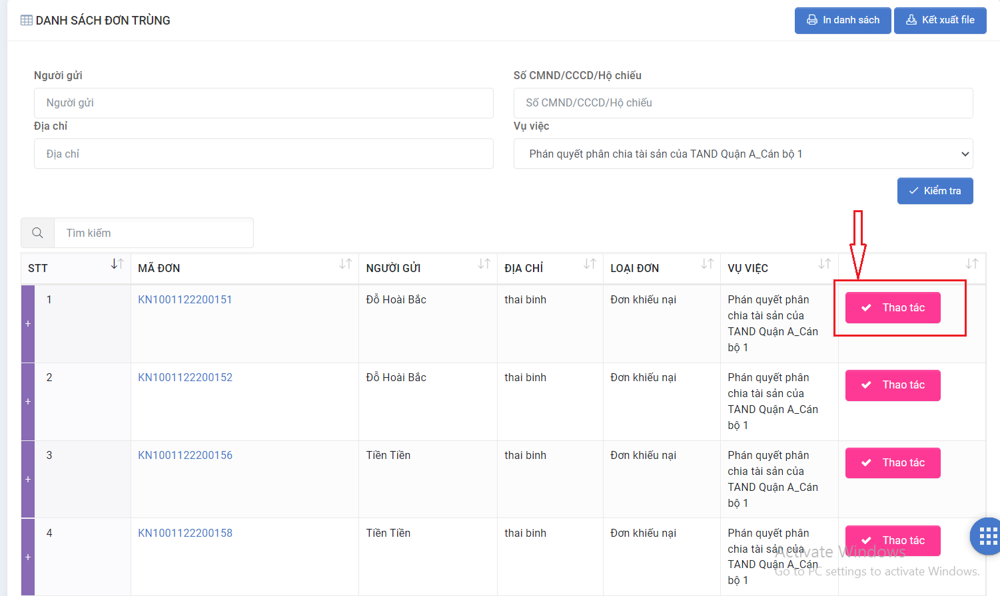 DANH SÁCH ĐƠN TRÙNG
In danh sách
Kết xuất file
Người gửi
Số CMND/CCCD/Hộ chiếu
Người gửi
Số CMND/CCCD/Hộ chiếu
Địa chỉ
Vụ việc
Địa chỉ
Phán quyết phân chia tài sản của TAND Quận A_Cán bộ 1
Kiểm tra
Tìm kiếm
STT
MÃ ĐƠN
NGƯỜI GỬI
ĐỊA CHỈ
LOẠI ĐƠN
VỤ VIỆC
+
1
KN1001122200151
Đỗ Hoài Bắc
thai binh
Đơn khiếu nại
Phán quyết phân
chia tài sản của
TAND Quận A_Cán
bộ 1
Thao tác
+
2
KN1001122200152
Đỗ Hoài Bắc
thai binh
Đơn khiếu nại
Phán quyết phân
chia tài sản của
TAND Quận A_Cán
bộ 1
Thao tác
+
3
KN1001122200156
Tiền Tiền
thai binh
Đơn khiếu nại
Phán quyết phân
chia tài sản của
TAND Quận A_Cán
bộ 1
Thao tác
+
4
KN1001122200158
Tiền Tiền
thai binh
Đơn khiếu nại
Phán quyết phân
chia tài sản của
TAND Quận A_Cán
bộ 1
Thao tác
Activate Windows
Go to PC settings to activate Windows.